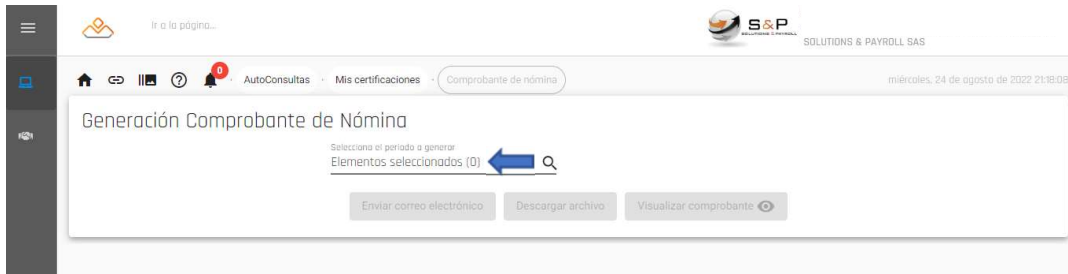 Ir a la página...
S&P
SOLUTIONS & PAYROLL
SOLUTIONS & PAYROLL SAS
0
AutoConsultas · Mis certificaciones · Comprobante de nómina
miércoles, 24 de agosto de 2022 21:18:08
Generación Comprobante de Nómina
Selecciona el periodo a generar
Elementos seleccionados (0)
Enviar correo electrónico
Descargar archivo
Visualizar comprobante